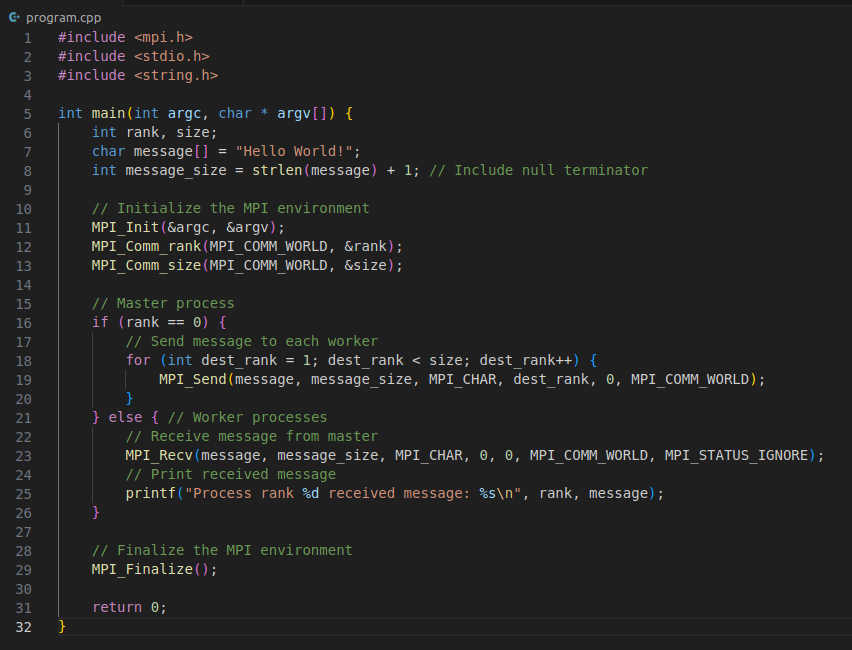 program.cpp
1 #include <mpi.h>
2 #include <stdio.h>
3 #include <string.h>
4
5 int main(int argc, char * argv[]) {
6     int rank, size;
7     char message[] = "Hello World!";
8     int message_size = strlen(message) + 1; // Include null terminator
9
10     // Initialize the MPI environment
11     MPI_Init(&argc, &argv);
12     MPI_Comm_rank(MPI_COMM_WORLD, &rank);
13     MPI_Comm_size(MPI_COMM_WORLD, &size);
14
15     // Master process
16     if (rank == 0) {
17         // Send message to each worker
18         for (int dest_rank = 1; dest_rank < size; dest_rank++) {
19             MPI_Send(message, message_size, MPI_CHAR, dest_rank, 0, MPI_COMM_WORLD);
20         }
21     } else { // Worker processes
22         // Receive message from master
23         MPI_Recv(message, message_size, MPI_CHAR, 0, 0, MPI_COMM_WORLD, MPI_STATUS_IGNORE);
24         // Print received message
25         printf("Process rank %d received message: %s\n", rank, message);
26     }
27
28     // Finalize the MPI environment
29     MPI_Finalize();
30
31     return 0;
32 }